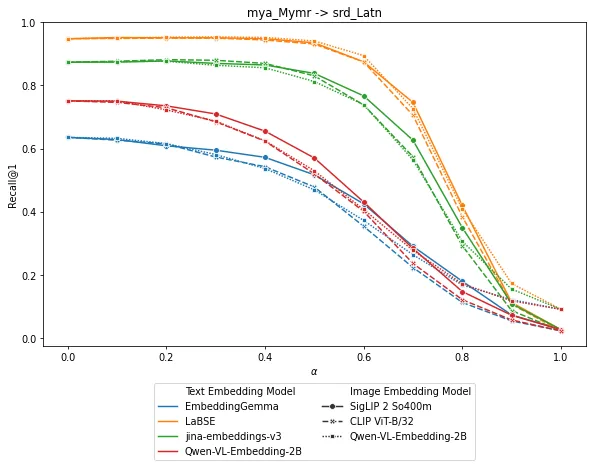 mya_Mymr -> srd_Latn
1.0
0.8
0.6
0.4
0.2
0.0
Recall@1
0.0 0.2 0.4 0.6 0.8 1.0
α
Text Embedding Model
EmbeddingGemma
LaBSE
jina-embeddings-v3
Qwen-VL-Embedding-2B
Image Embedding Model
SigLIP 2 So400m
CLIP ViT-B/32
Qwen-VL-Embedding-2B